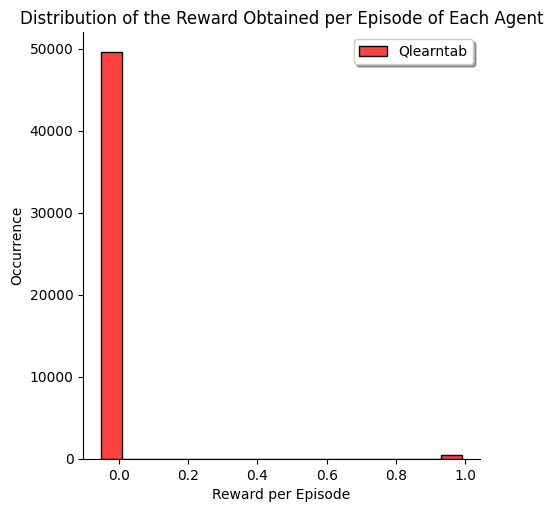 Distribution of the Reward Obtained per Episode of Each Agent
Qlearntab
50000
40000
30000
20000
10000
0
Occurrence
0.0 0.2 0.4 0.6 0.8 1.0
Reward per Episode